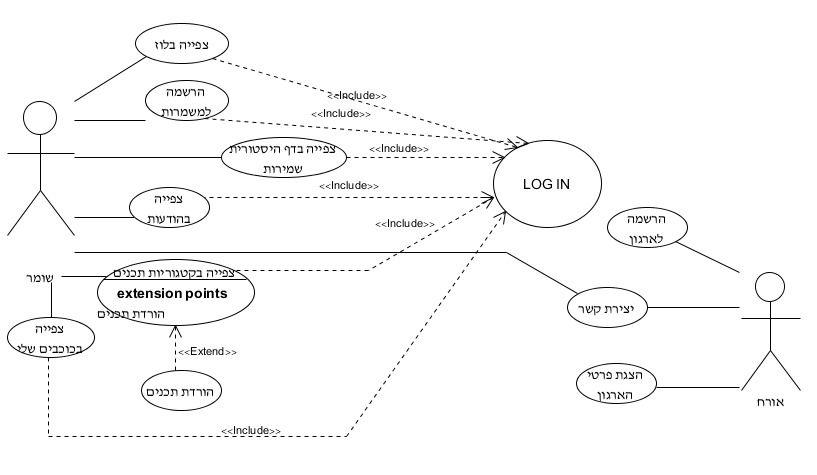 צפייה בלוז
<<Include>>
הרשמה
למשמרות
<<Include>>
צפייה בדף היסטורית
שמירות
<<Include>>
LOG IN
<<Include>>
צפייה
בהודעות
<<Include>>
הרשמה
לארגון
שומר
צפייה בקטגוריות תכנים
extension points
הורדת תכנים
יצירת קשר
צפייה
בכוכבים שלי
<<Extend>>
הורדת תכנים
הצגת פרטי
הארגון
אורח
<<Include>>